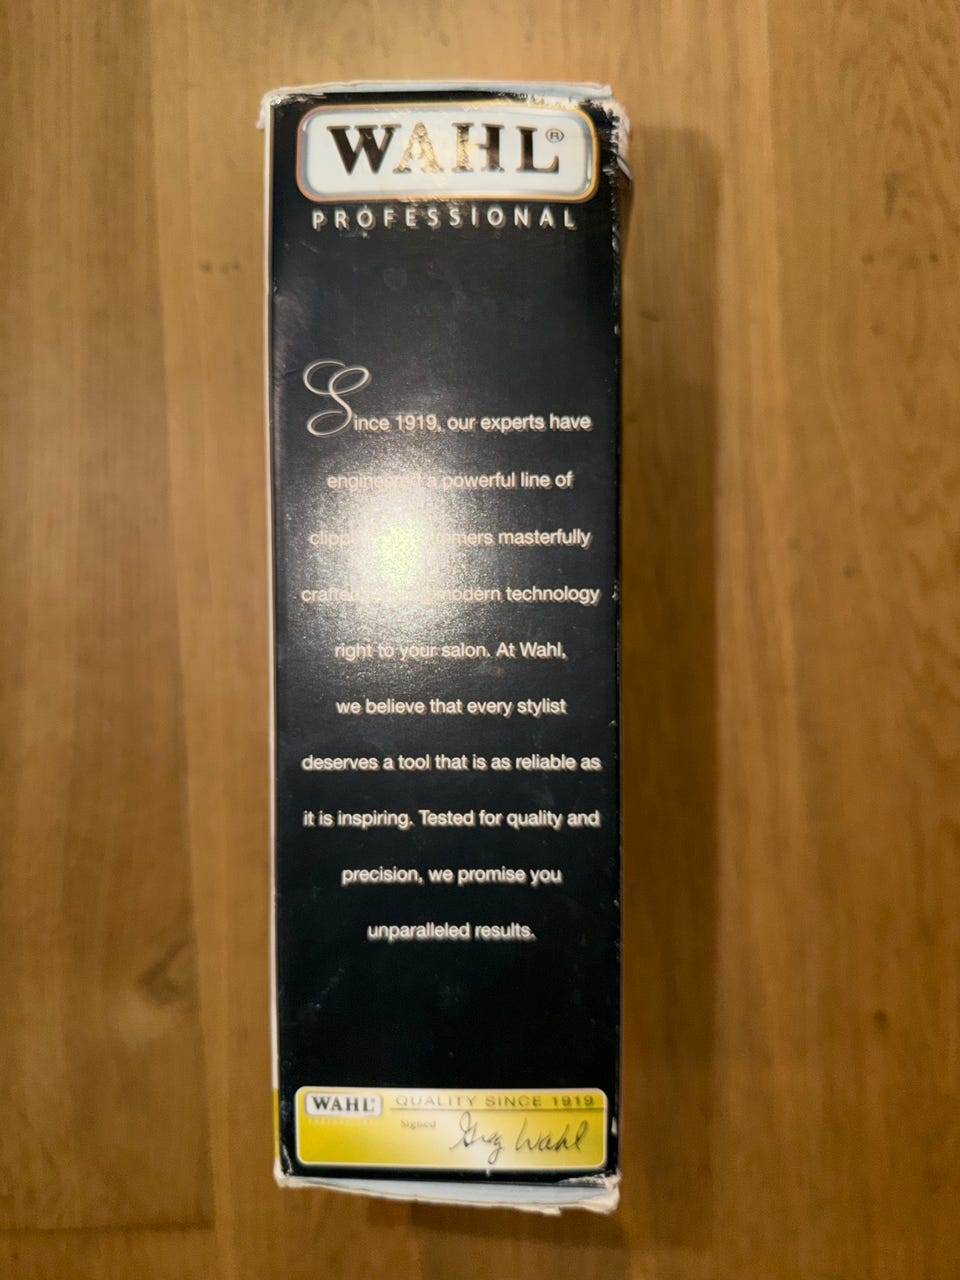 WAHL®
PROFESSIONAL
Since 1919, our experts have
engineered a powerful line of
masterfully
modern technology
right to your salon. At Wahl,
we believe that every stylist
deserves a tool that is as reliable as
it is inspiring. Tested for quality and
precision, we promise you
unparalleled results.
WAHL® QUALITY SINCE 1919
Signed Greg Wahl